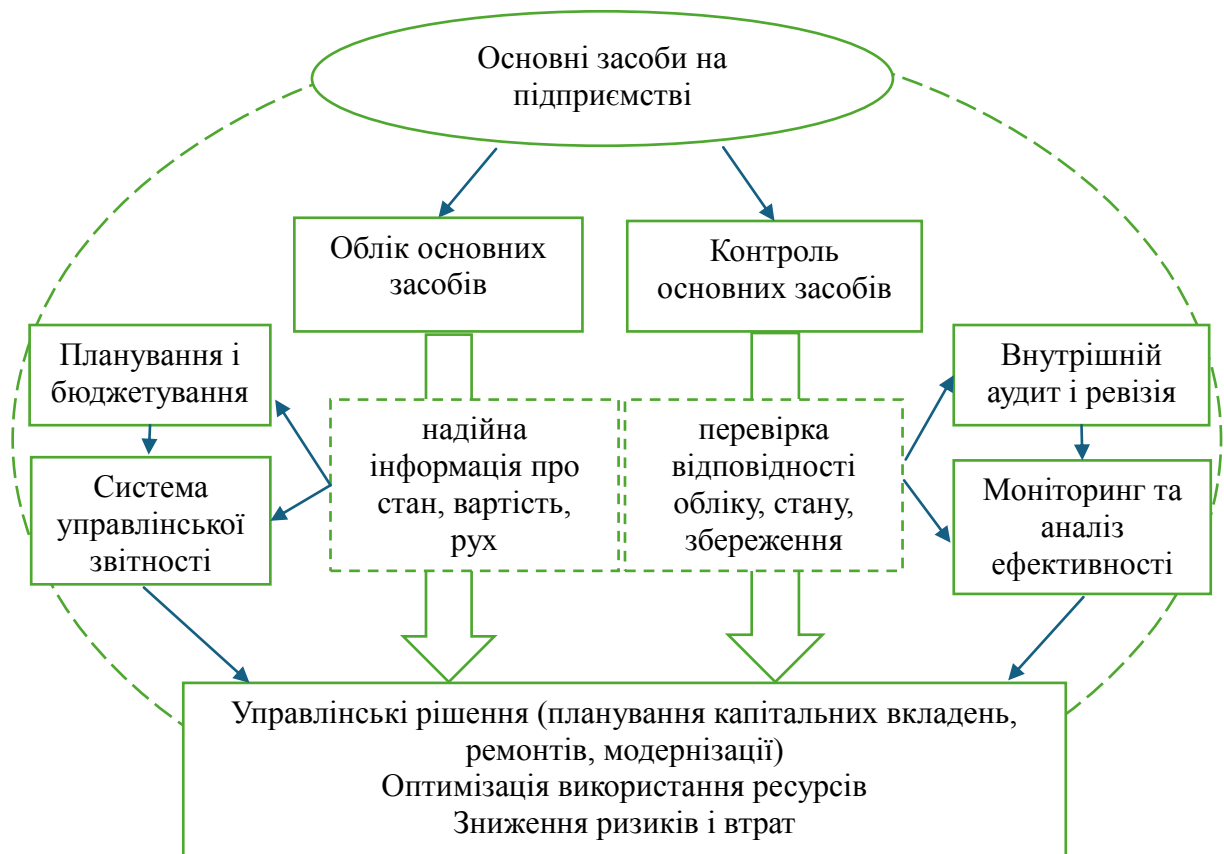 Основні засоби на
підприємстві
Облік основних
засобів
Контроль
основних засобів
Планування і
бюджетування
Внутрішній
аудит і ревізія
надійна
інформація про
стан, вартість,
рух
перевірка
відповідності
обліку, стану,
збереження
Система
управлінської
звітності
Моніторинг та
аналіз
ефективності
Управлінські рішення (планування капітальних вкладень,
ремонтів, модернізації)
Оптимізація використання ресурсів
Зниження ризиків і втрат